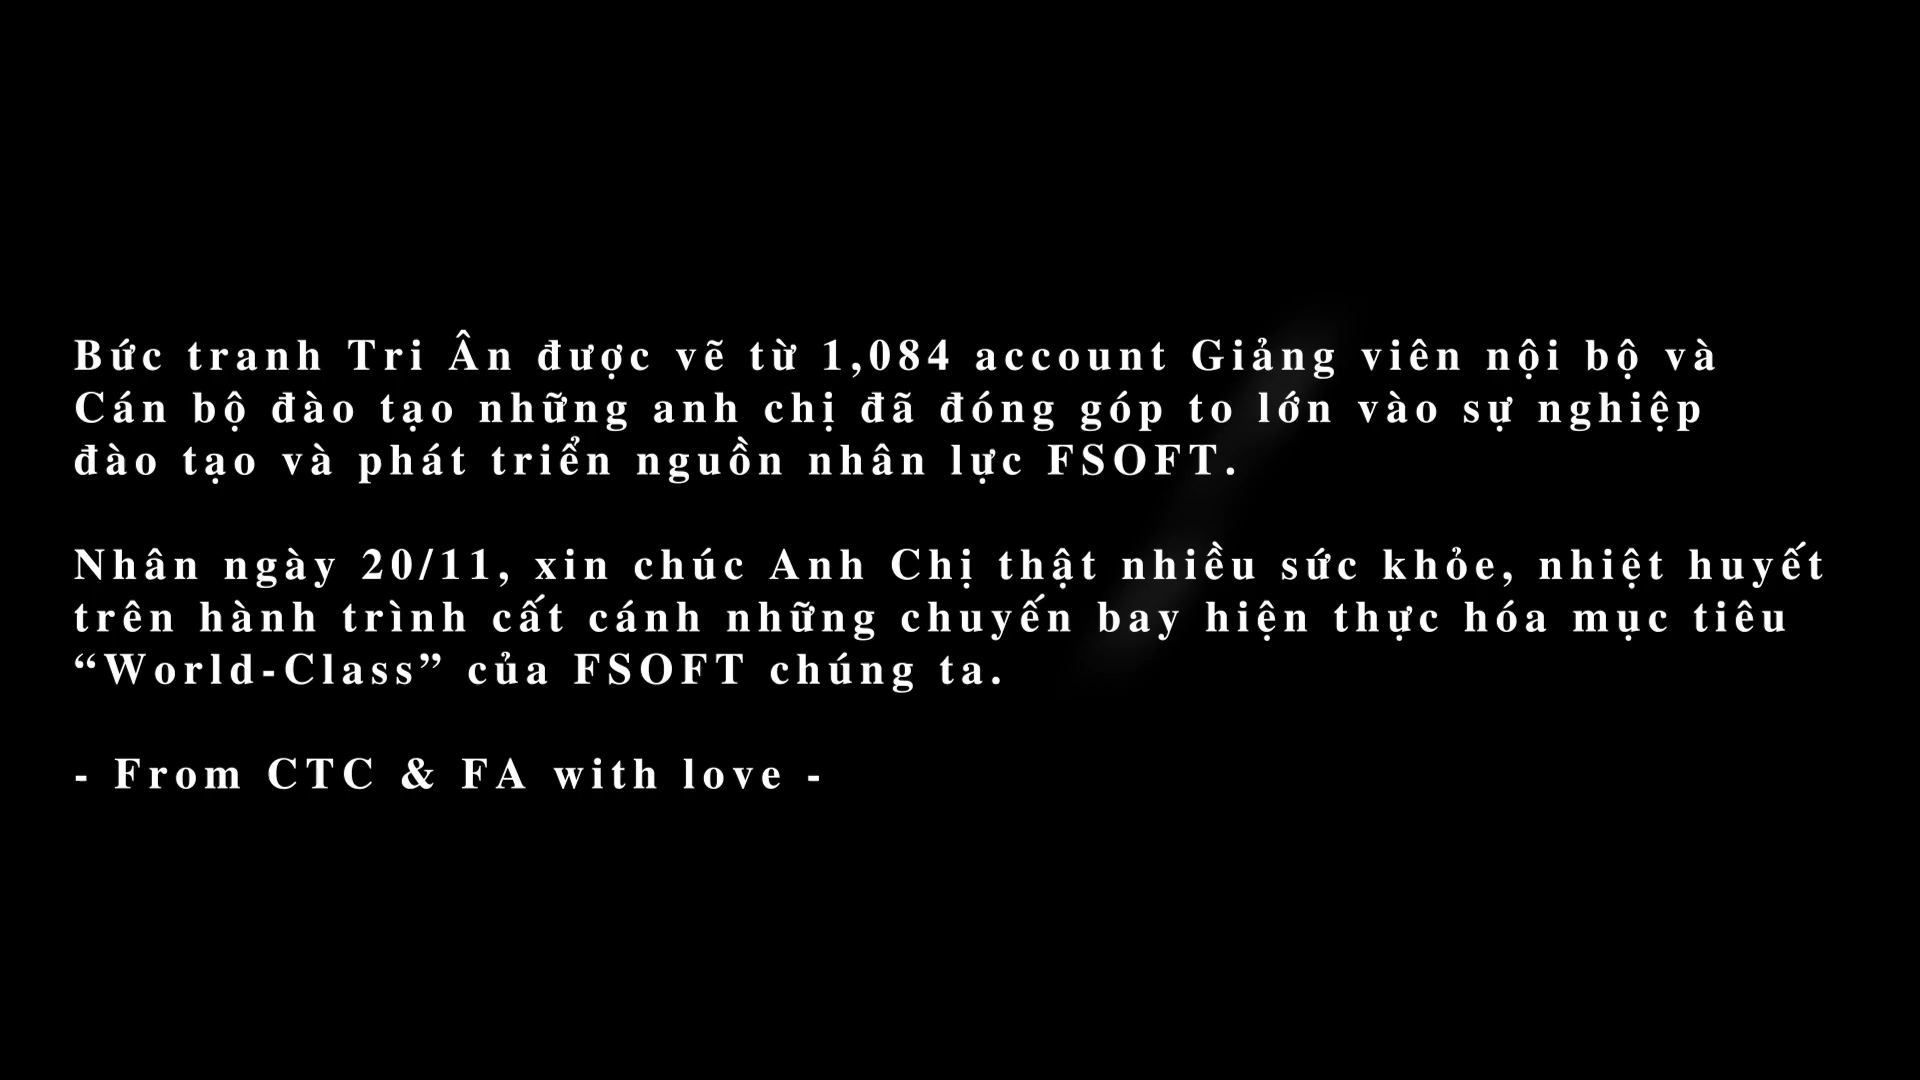 Bức tranh Tri Ân được vẽ từ 1,084 account Giảng viên nội bộ và
Cán bộ đào tạo những anh chị đã đóng góp to lớn vào sự nghiệp
đào tạo và phát triển nguồn nhân lực FSOFT.
Nhân ngày 20/11, xin chúc Anh Chị thật nhiều sức khỏe, nhiệt huyết
trên hành trình cất cánh những chuyến bay hiện thực hóa mục tiêu
“World-Class” của FSOFT chúng ta.
- From CTC & FA with love -